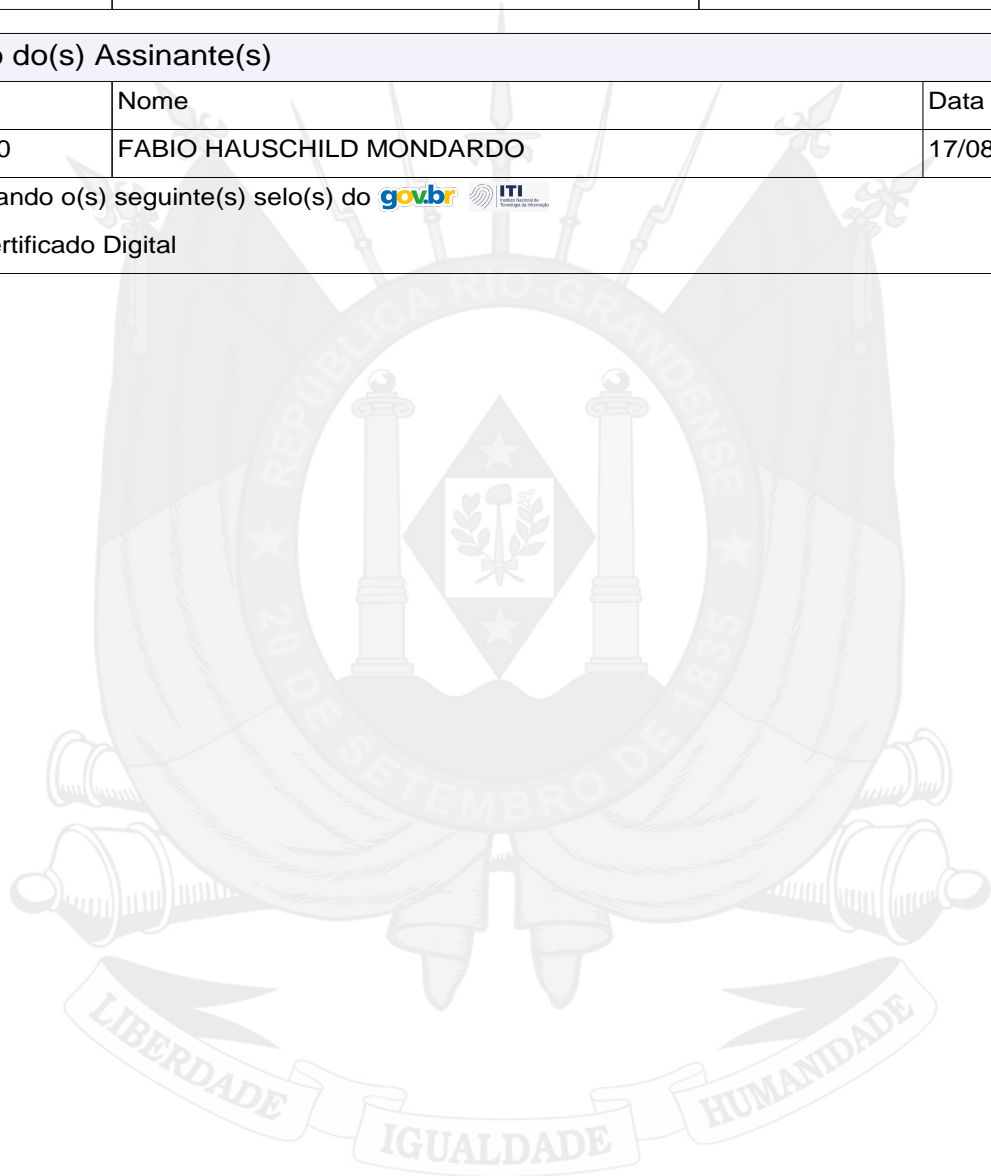 o do(s) Assinante(s)
Nome
Data
0
FABIO HAUSCHILD MONDARDO
17/08
ando o(s) seguinte(s) selo(s) do gov.br ITI
ertificado Digital
REPÚBLICA RIO-GRANDENSE
20 DE SETEMBRO DE 1835
LIBERDADE
IGUALDADE
HUMANIDADE